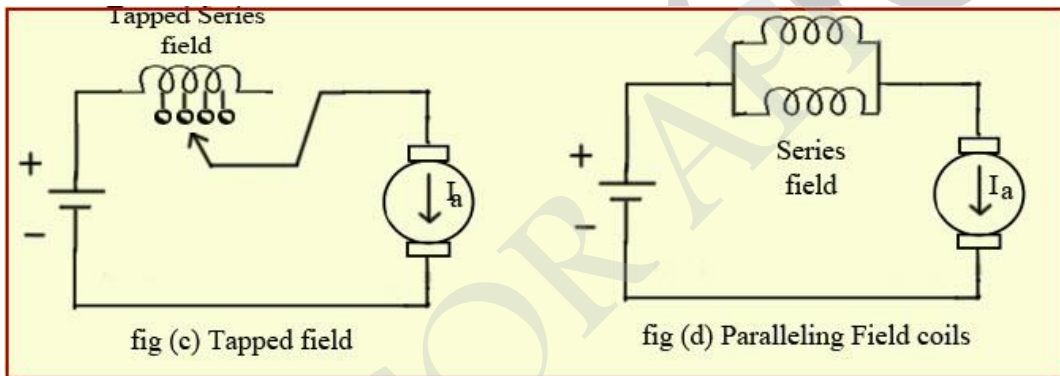 Tapped Series
field
+
−
Ia
fig (c) Tapped field
+
−
Series
field
Ia
fig (d) Paralleling Field coils